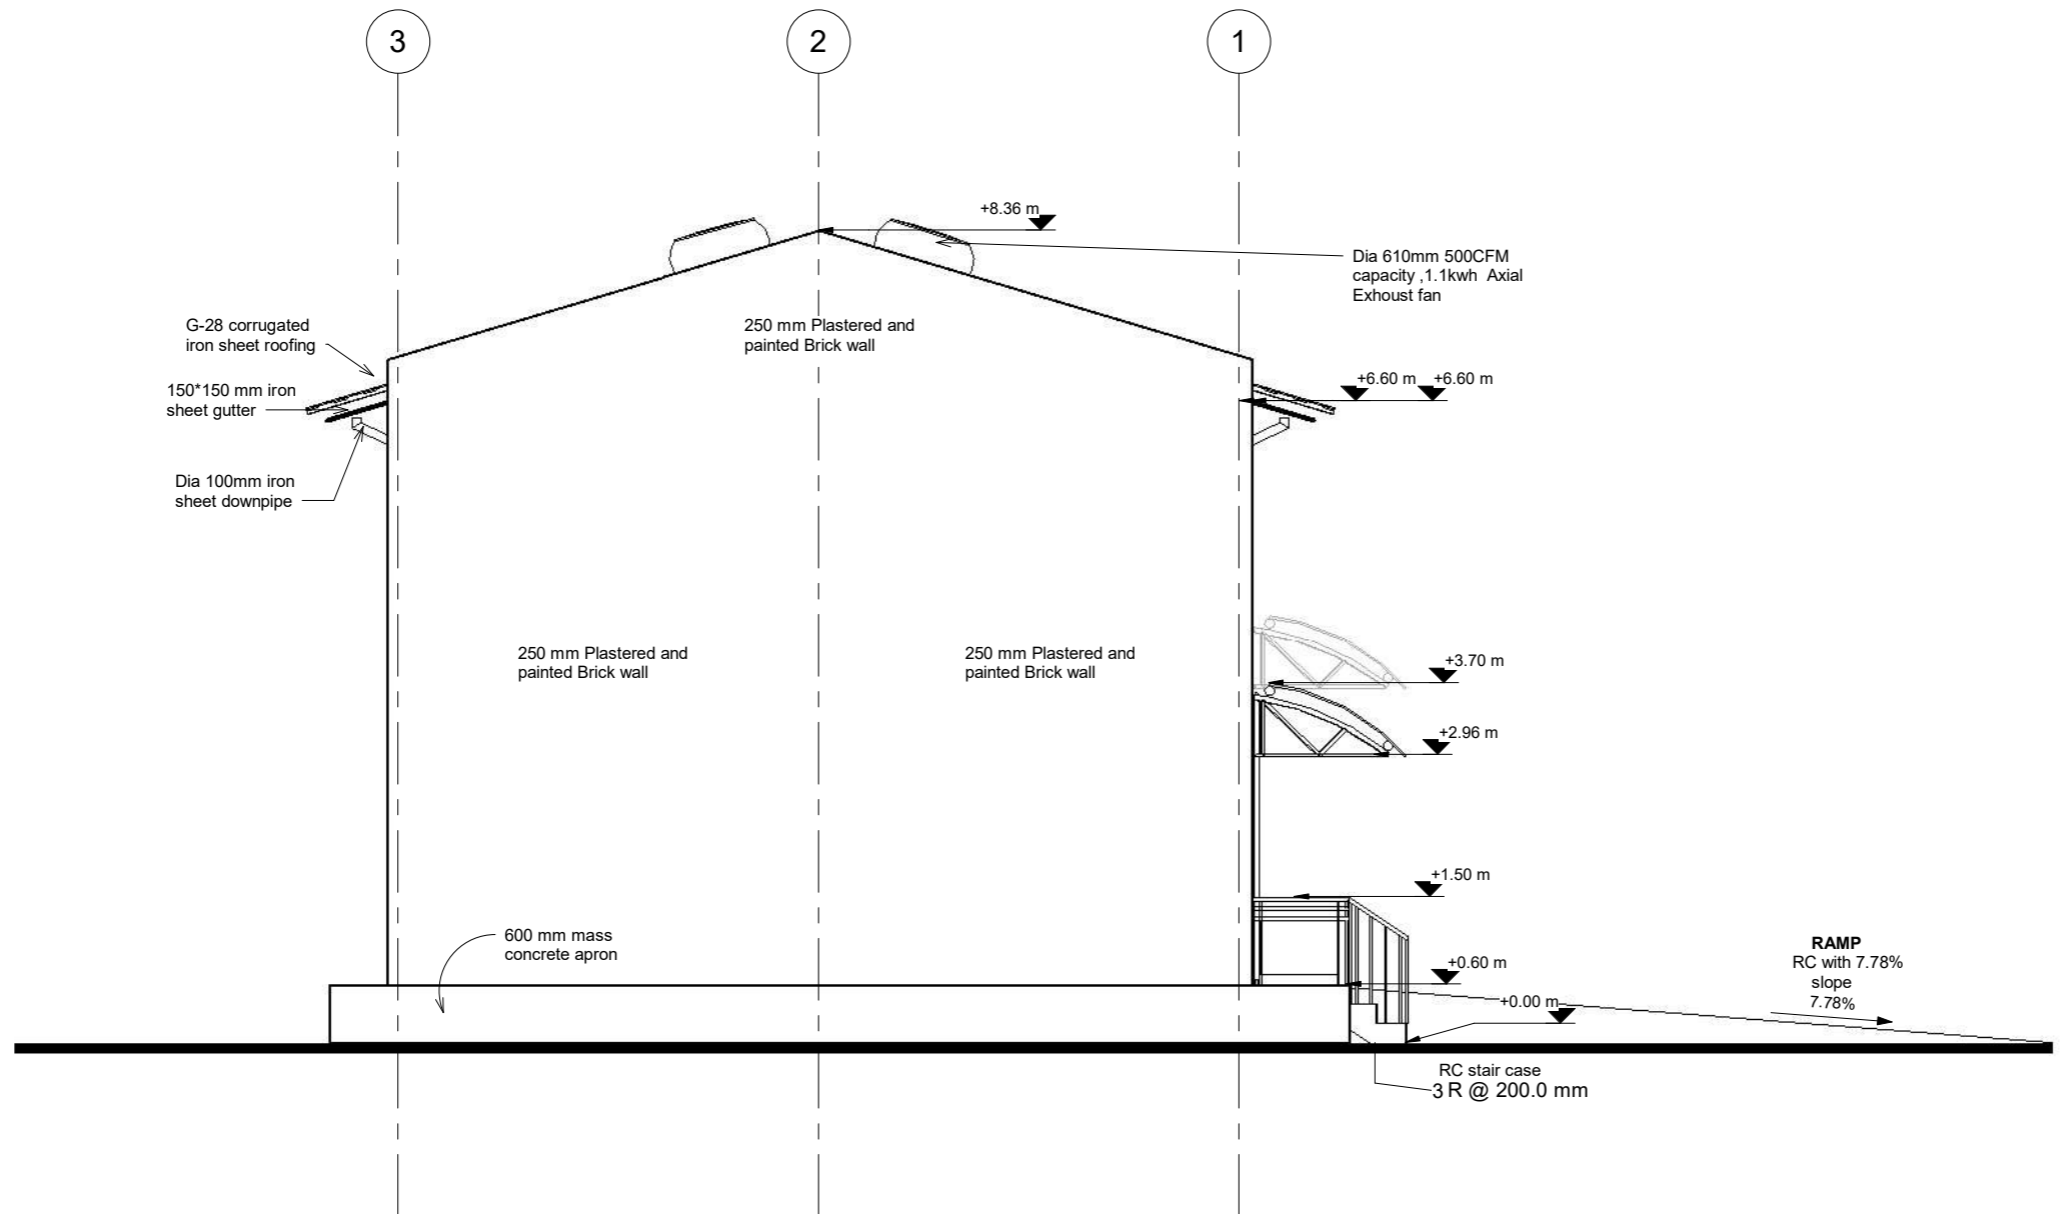 3
2
1
+8.36 m
Dia 610mm 500CFM
capacity ,1.1kwh Axial
Exhoust fan
G-28 corrugated
iron sheet roofing
250 mm Plastered and
painted Brick wall
150*150 mm iron
sheet gutter
+6.60 m
+6.60 m
Dia 100mm iron
sheet downpipe
250 mm Plastered and
painted Brick wall
250 mm Plastered and
painted Brick wall
+3.70 m
+2.96 m
+1.50 m
600 mm mass
concrete apron
+0.60 m
+0.00 m
RAMP
RC with 7.78%
slope
7.78%
RC stair case
3 R @ 200.0 mm